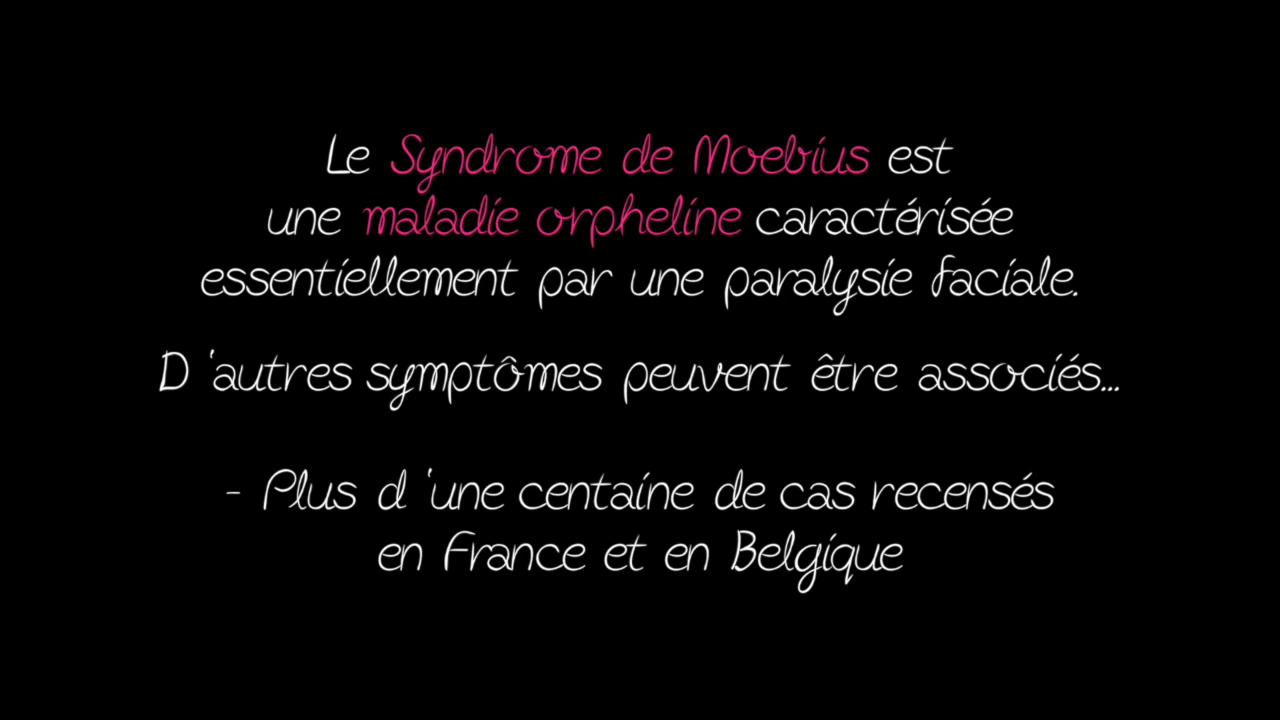 Le Syndrome de Moebius est
une maladie orpheline caractérisée
essentiellement par une paralysie faciale.
D 'autres symptômes peuvent être associés...
- Plus d 'une centaine de cas recensés
en France et en Belgique